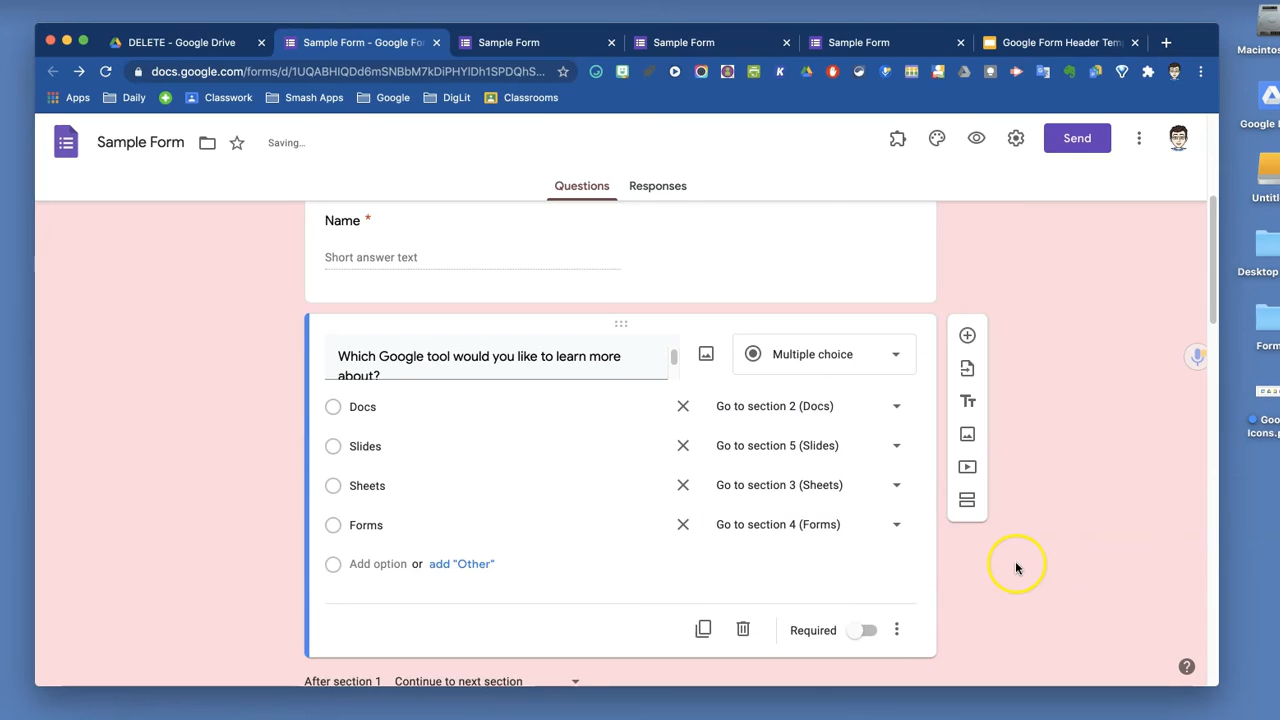 DELETE - Google Drive
Sample Form - Google Fo
Sample Form
Sample Form
Sample Form
Google Form Header Tem
docs.google.com/forms/d/1UQABHIQDd6mSNBbM7kDiPHYIDh1SPDQhS...
Apps
Daily
Classwork
Smash Apps
Google
DigLit
Classrooms
Macintos
Google
Untitl
Desktop
Form
Goo
Icons.p
Sample Form
Saving...
Send
Questions
Responses
Name *
Short answer text
Which Google tool would you like to learn more
about?
Multiple choice
Docs
Go to section 2 (Docs)
Slides
Go to section 5 (Slides)
Sheets
Go to section 3 (Sheets)
Forms
Go to section 4 (Forms)
Add option or add "Other"
Required
After section 1 Continue to next section